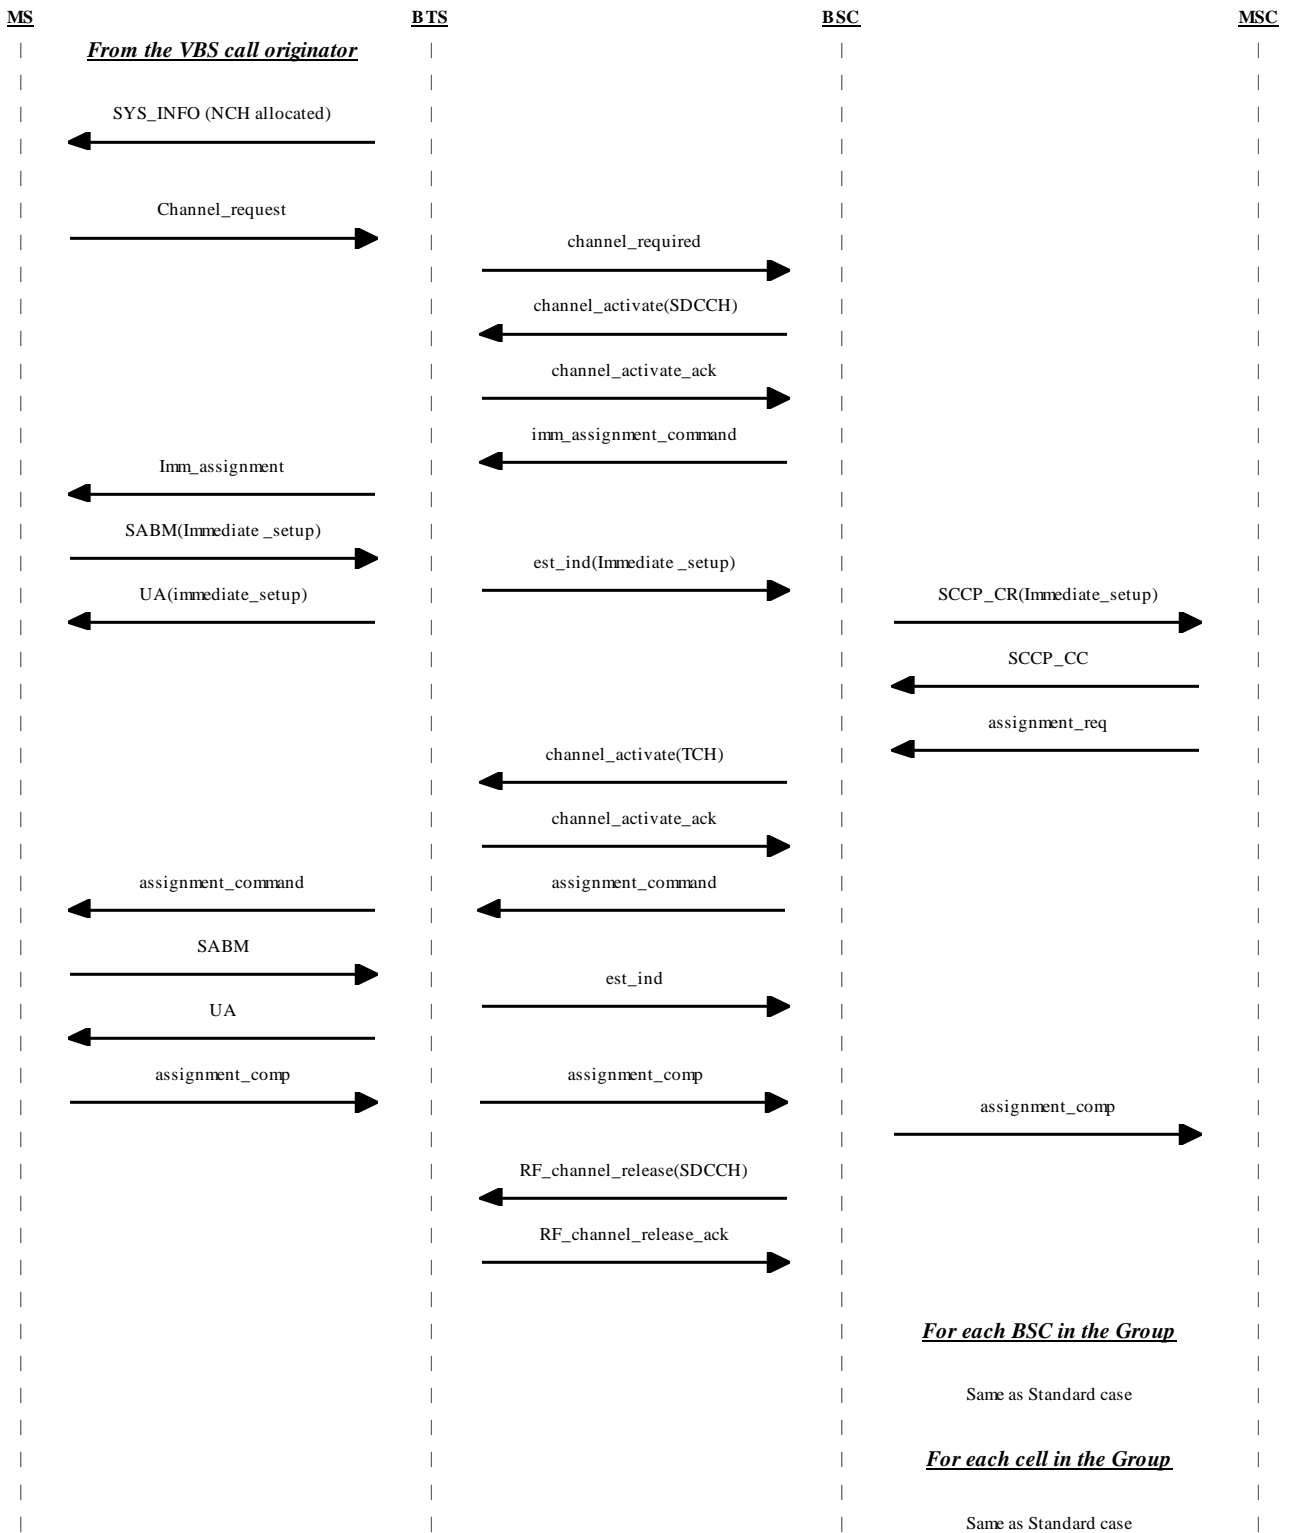 MS BTS BSC MSC
From the VBS call originator
SYS_INFO (NCH allocated)
Channel_request
channel_required
channel_activate(SDCCH)
channel_activate_ack
imm_assignment_command
Imm_assignment
SABM(Immediate _setup)
est_ind(Immediate _setup)
UA(immediate_setup)
SCCP_CR(Immediate_setup)
SCCP_CC
assignment_req
channel_activate(TCH)
channel_activate_ack
assignment_command assignment_command
SABM
est_ind
UA
assignment_comp assignment_comp
assignment_comp
RF_channel_release(SDCCH)
RF_channel_release_ack
For each BSC in the Group
Same as Standard case
For each cell in the Group
Same as Standard case